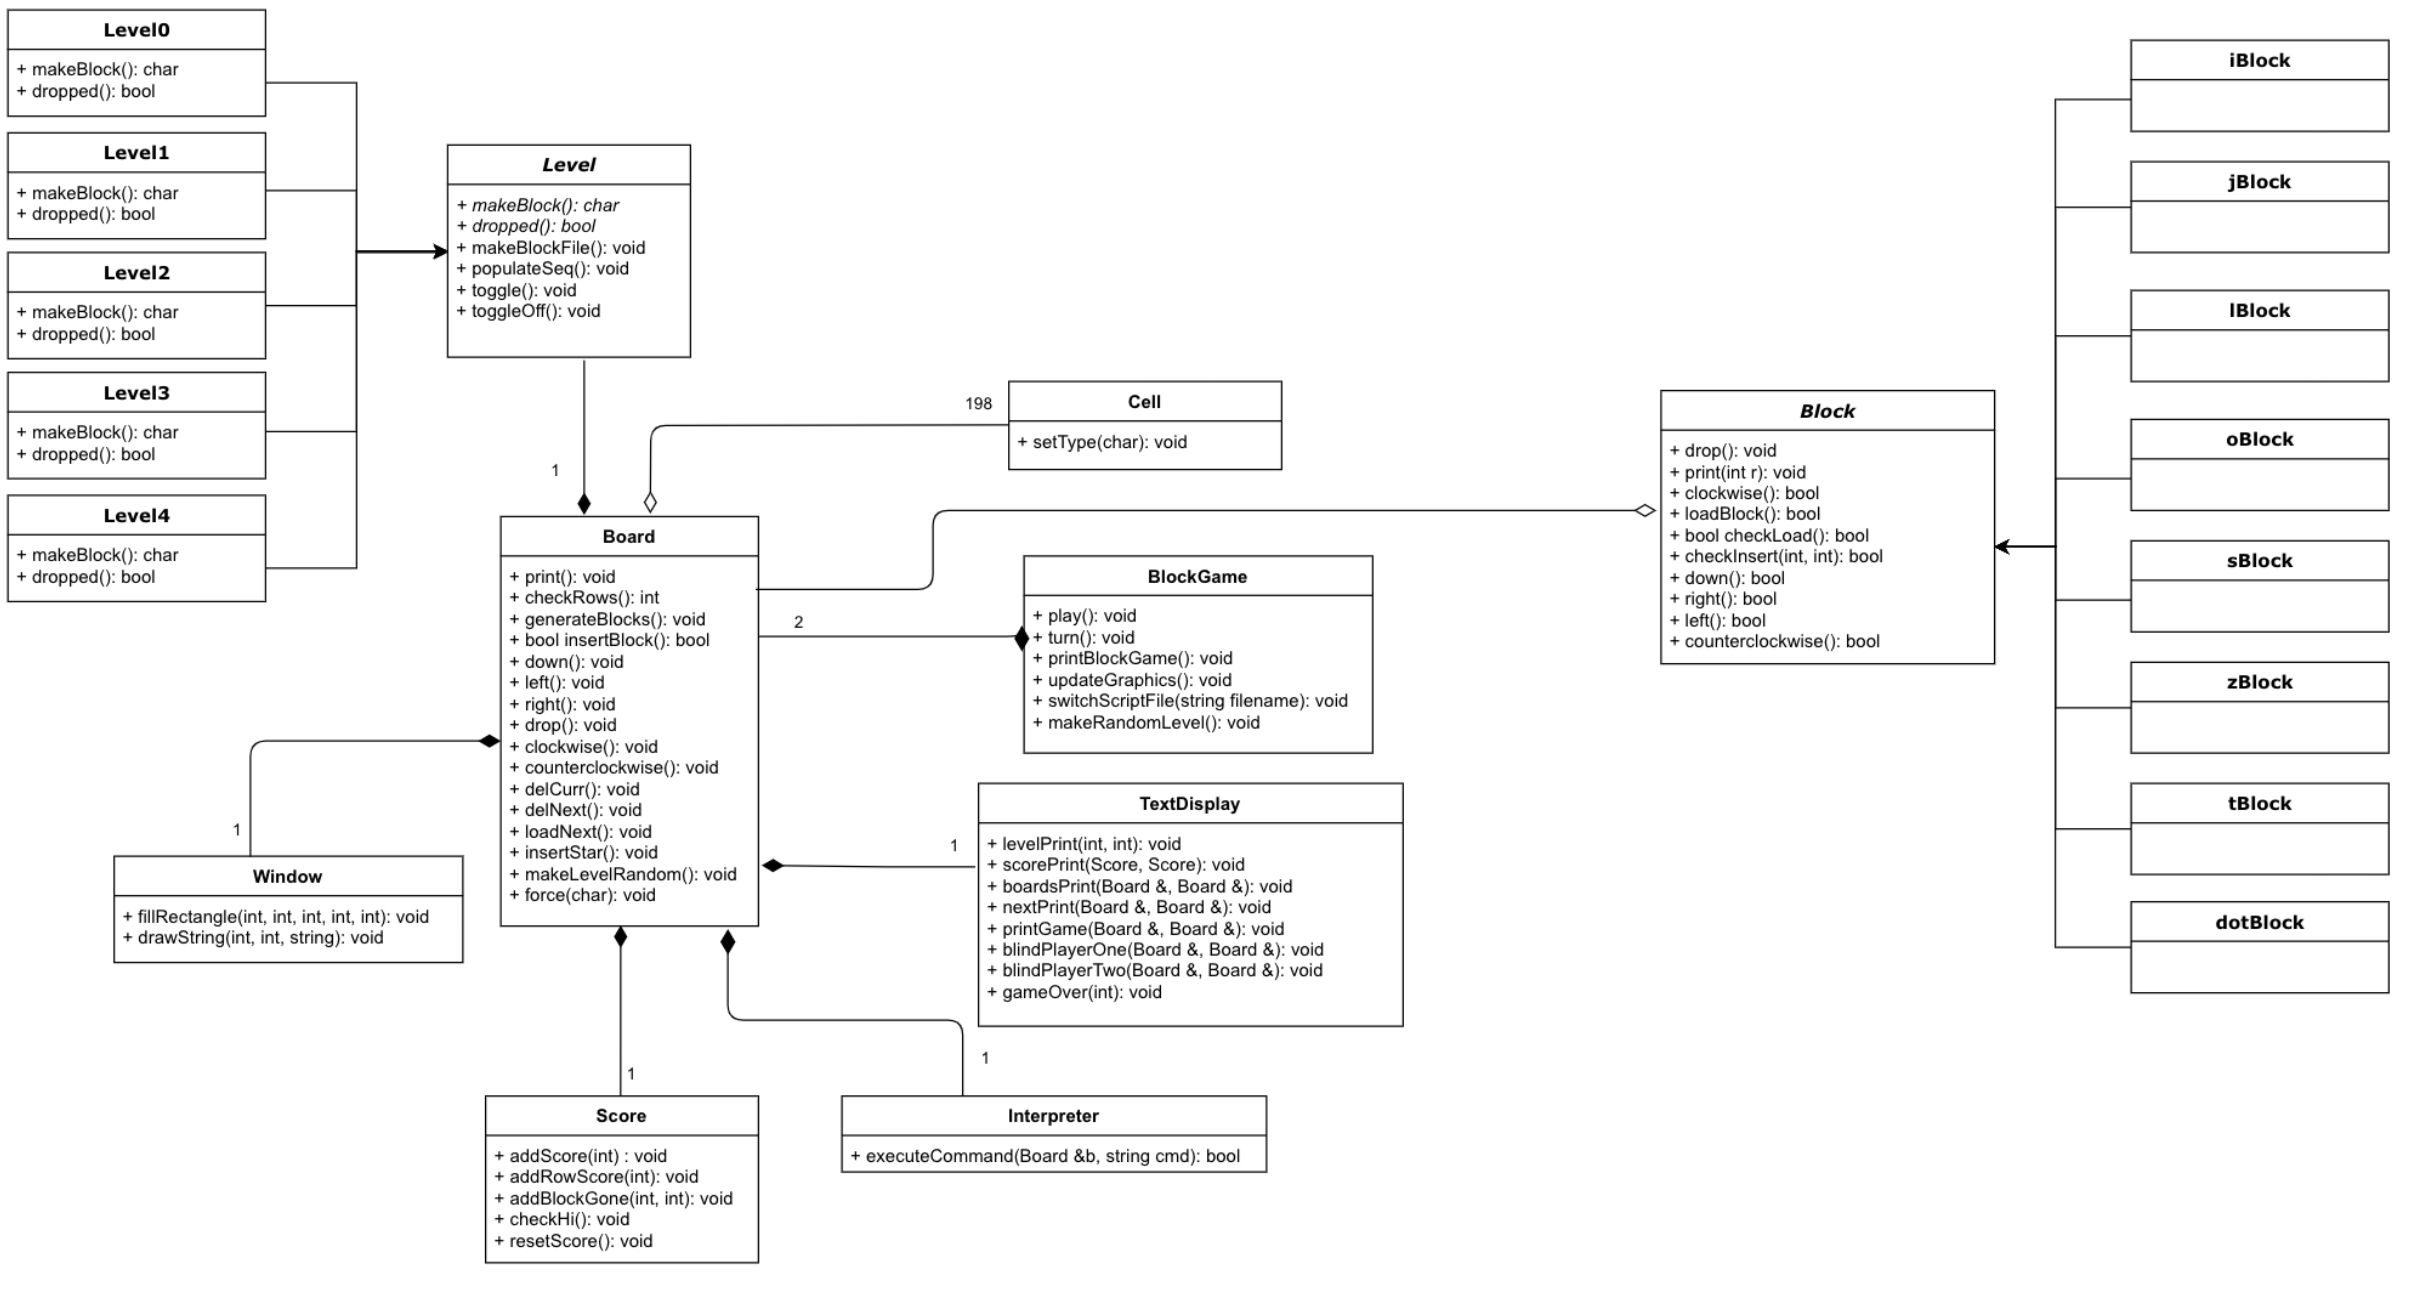 Level0
+ makeBlock(): char
+ dropped(): bool
Level1
+ makeBlock(): char
+ dropped(): bool
Level2
+ makeBlock(): char
+ dropped(): bool
Level3
+ makeBlock(): char
+ dropped(): bool
Level4
+ makeBlock(): char
+ dropped(): bool
Level
+ makeBlock(): char
+ dropped(): bool
+ makeBlockFile(): void
+ populateSeq(): void
+ toggle(): void
+ toggleOff(): void
1
198
Cell
+ setType(char): void
Board
+ print(): void
+ checkRows(): int
+ generateBlocks(): void
+ bool insertBlock(): bool
+ down(): void
+ left(): void
+ right(): void
+ drop(): void
+ clockwise(): void
+ counterclockwise(): void
+ delCurr(): void
+ delNext(): void
+ loadNext(): void
+ insertStar(): void
+ makeLevelRandom(): void
+ force(char): void
2
BlockGame
+ play(): void
+ turn(): void
+ printBlockGame(): void
+ updateGraphics(): void
+ switchScriptFile(string filename): void
+ makeRandomLevel(): void
1
TextDisplay
+ levelPrint(int, int): void
+ scorePrint(Score, Score): void
+ boardsPrint(Board &, Board &): void
+ nextPrint(Board &, Board &): void
+ printGame(Board &, Board &): void
+ blindPlayerOne(Board &, Board &): void
+ blindPlayerTwo(Board &, Board &): void
+ gameOver(int): void
1
Window
+ fillRectangle(int, int, int, int, int): void
+ drawString(int, int, string): void
1
Score
+ addScore(int) : void
+ addRowScore(int): void
+ addBlockGone(int, int): void
+ checkHi(): void
+ resetScore(): void
1
Interpreter
+ executeCommand(Board &b, string cmd): bool
Block
+ drop(): void
+ print(int r): void
+ clockwise(): bool
+ loadBlock(): bool
+ bool checkLoad(): bool
+ checkInsert(int, int): bool
+ down(): bool
+ right(): bool
+ left(): bool
+ counterclockwise(): bool
iBlock
jBlock
lBlock
oBlock
sBlock
zBlock
tBlock
dotBlock